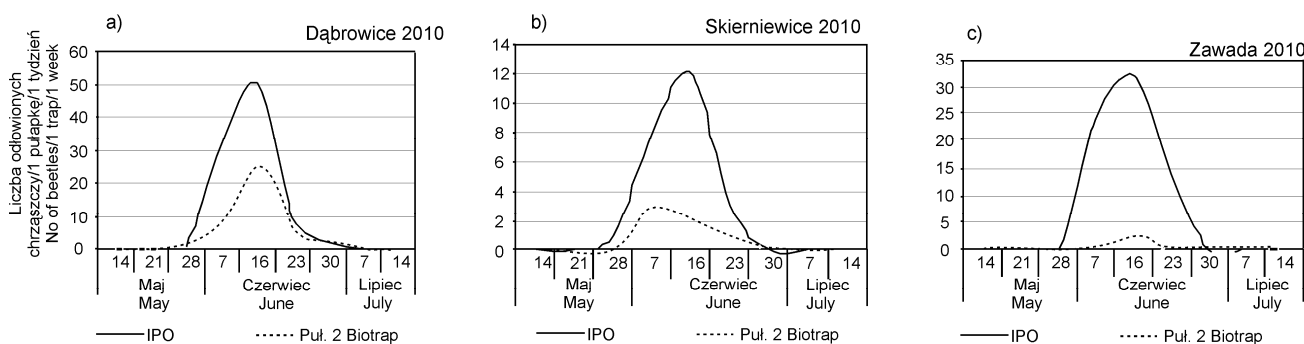 a)
Dąbrowice 2010
Liczba odłowionych
chrząszczy/1 pułapkę/1 tydzień
No of beetles/1 trap/1 week
60
50
40
30
20
10
0
14 21 28 7 16 23 30 7 14
Maj Czerwiec Lipiec
May June July
IPO Puł. 2 Biotrap
b)
Skierniewice 2010
14
12
10
8
6
4
2
0
14 21 28 7 16 23 30 7 14
Maj Czerwiec Lipiec
May June July
IPO Puł. 2 Biotrap
c)
Zawada 2010
35
30
25
20
15
10
5
0
14 21 28 7 16 23 30 7 14
Maj Czerwiec Lipiec
May June July
IPO Puł. 2 Biotrap